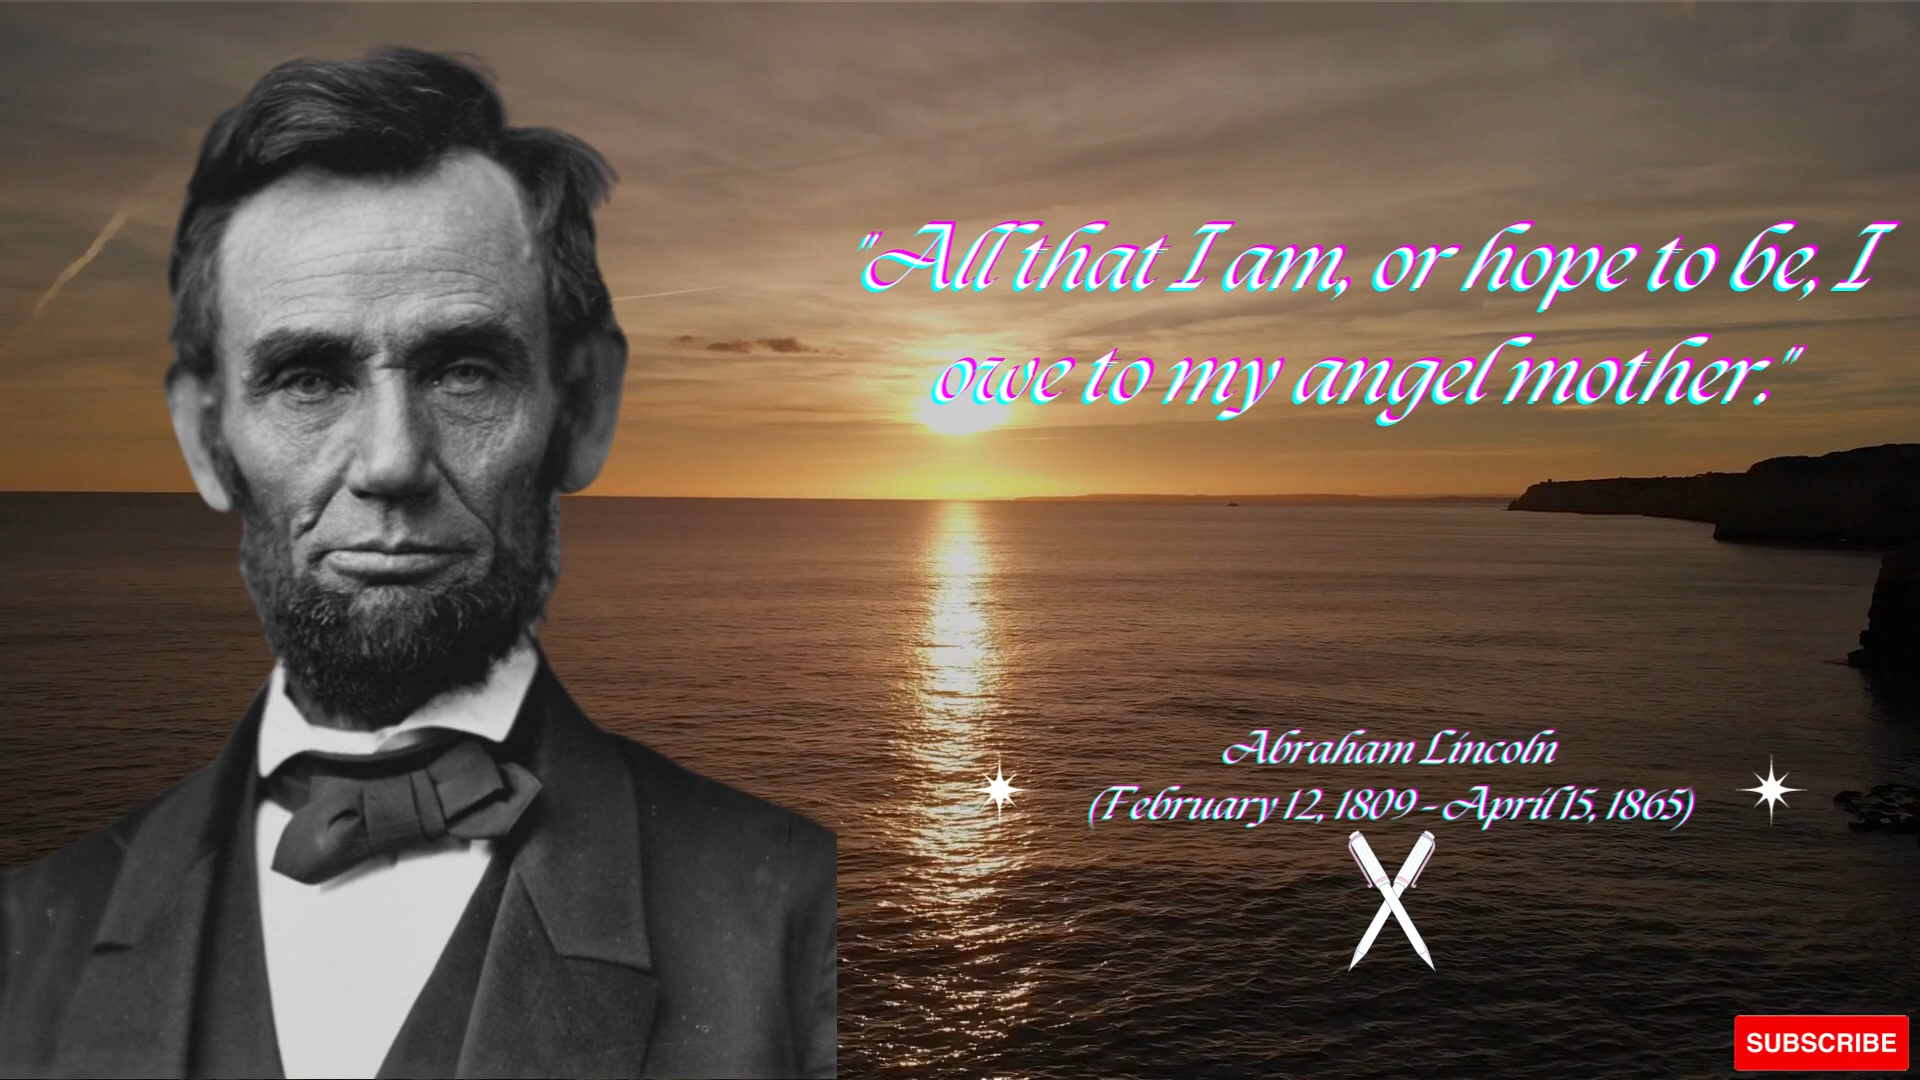 "All that I am, or hope to be, I
owe to my angel mother."
Abraham Lincoln
(February 12, 1809 - April 15, 1865)
SUBSCRIBE